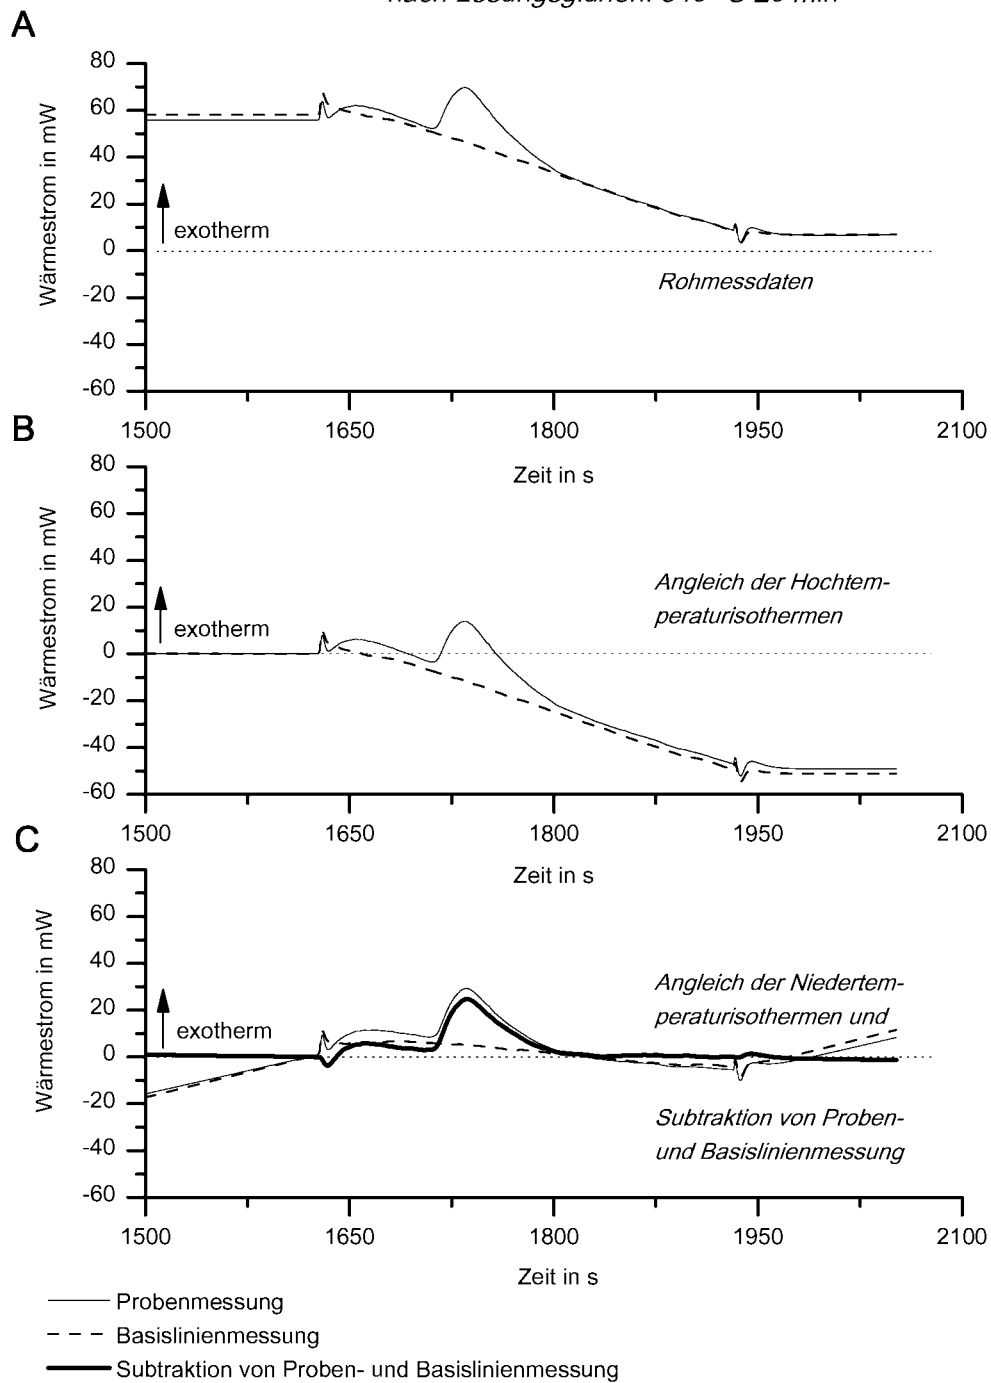 A
80
60
40
20
0
-20
-40
-60
Wärmestrom in mW
exotherm
Rohmessdaten
1500 1650 1800 1950 2100
Zeit in s
B
80
60
40
20
0
-20
-40
-60
Wärmestrom in mW
exotherm
Angleich der Hochtem-
peraturisothermen
1500 1650 1800 1950 2100
Zeit in s
C
80
60
40
20
0
-20
-40
-60
Wärmestrom in mW
exotherm
Angleich der Niedertem-
peraturisothermen und
Subtraktion von Proben-
und Basislinienmessung
1500 1650 1800 1950 2100
Zeit in s
Probenmessung
Basislinienmessung
Subtraktion von Proben- und Basislinienmessung